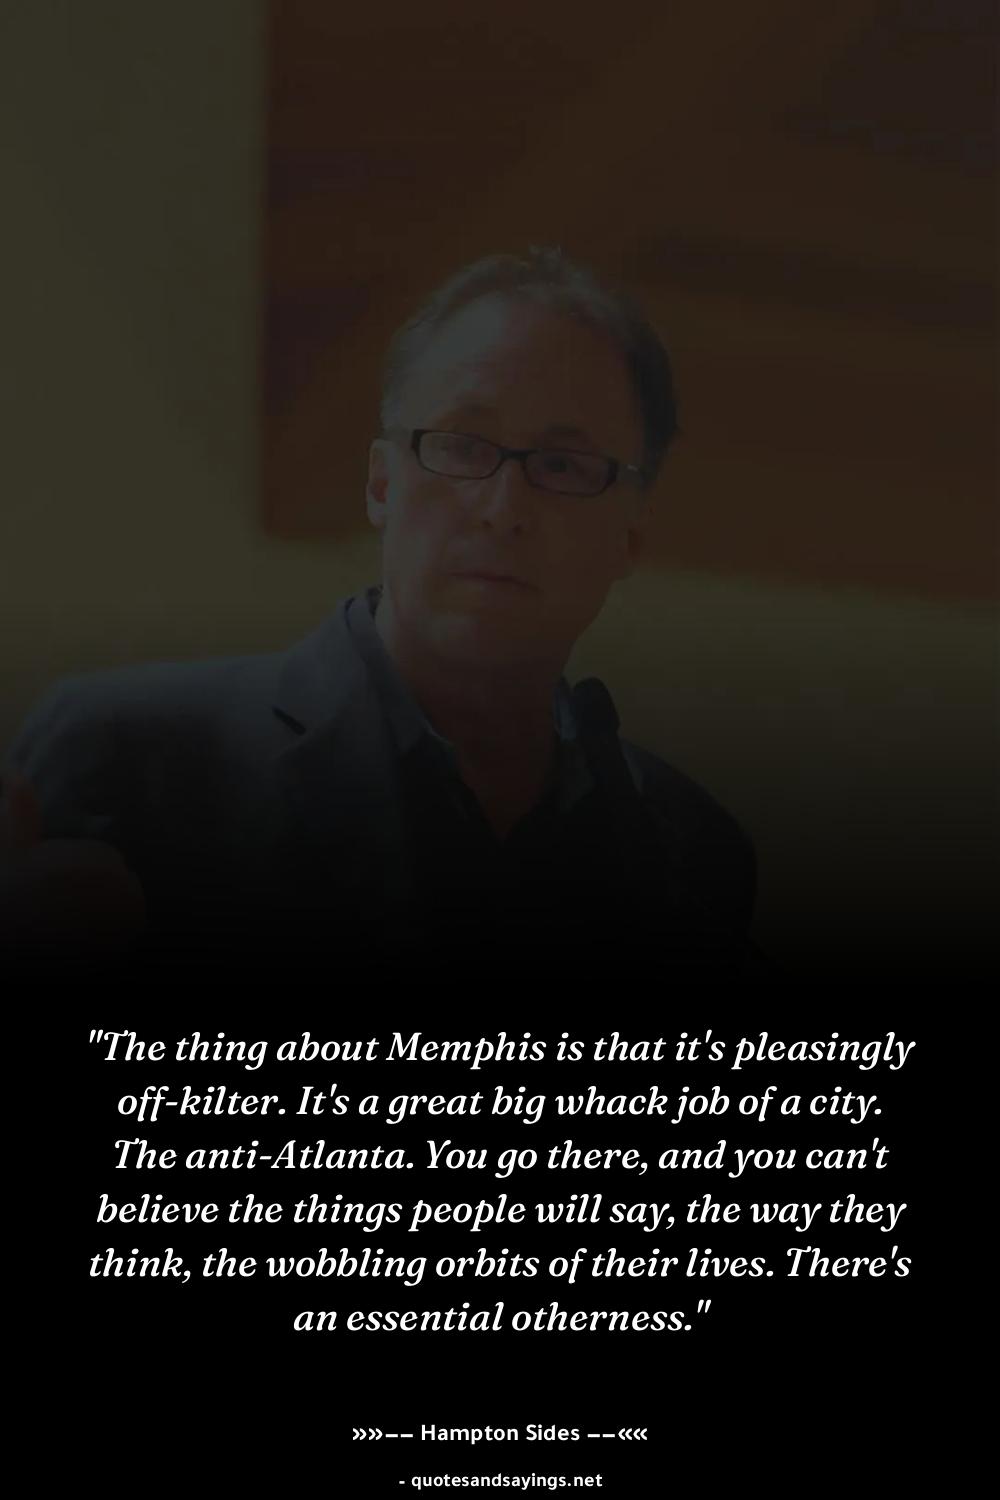 "The thing about Memphis is that it's pleasingly
off-kilter. It's a great big whack job of a city.
The anti-Atlanta. You go there, and you can't
believe the things people will say, the way they
think, the wobbling orbits of their lives. There's
an essential otherness."
»»−− Hampton Sides −−««
- quotesandsayings.net